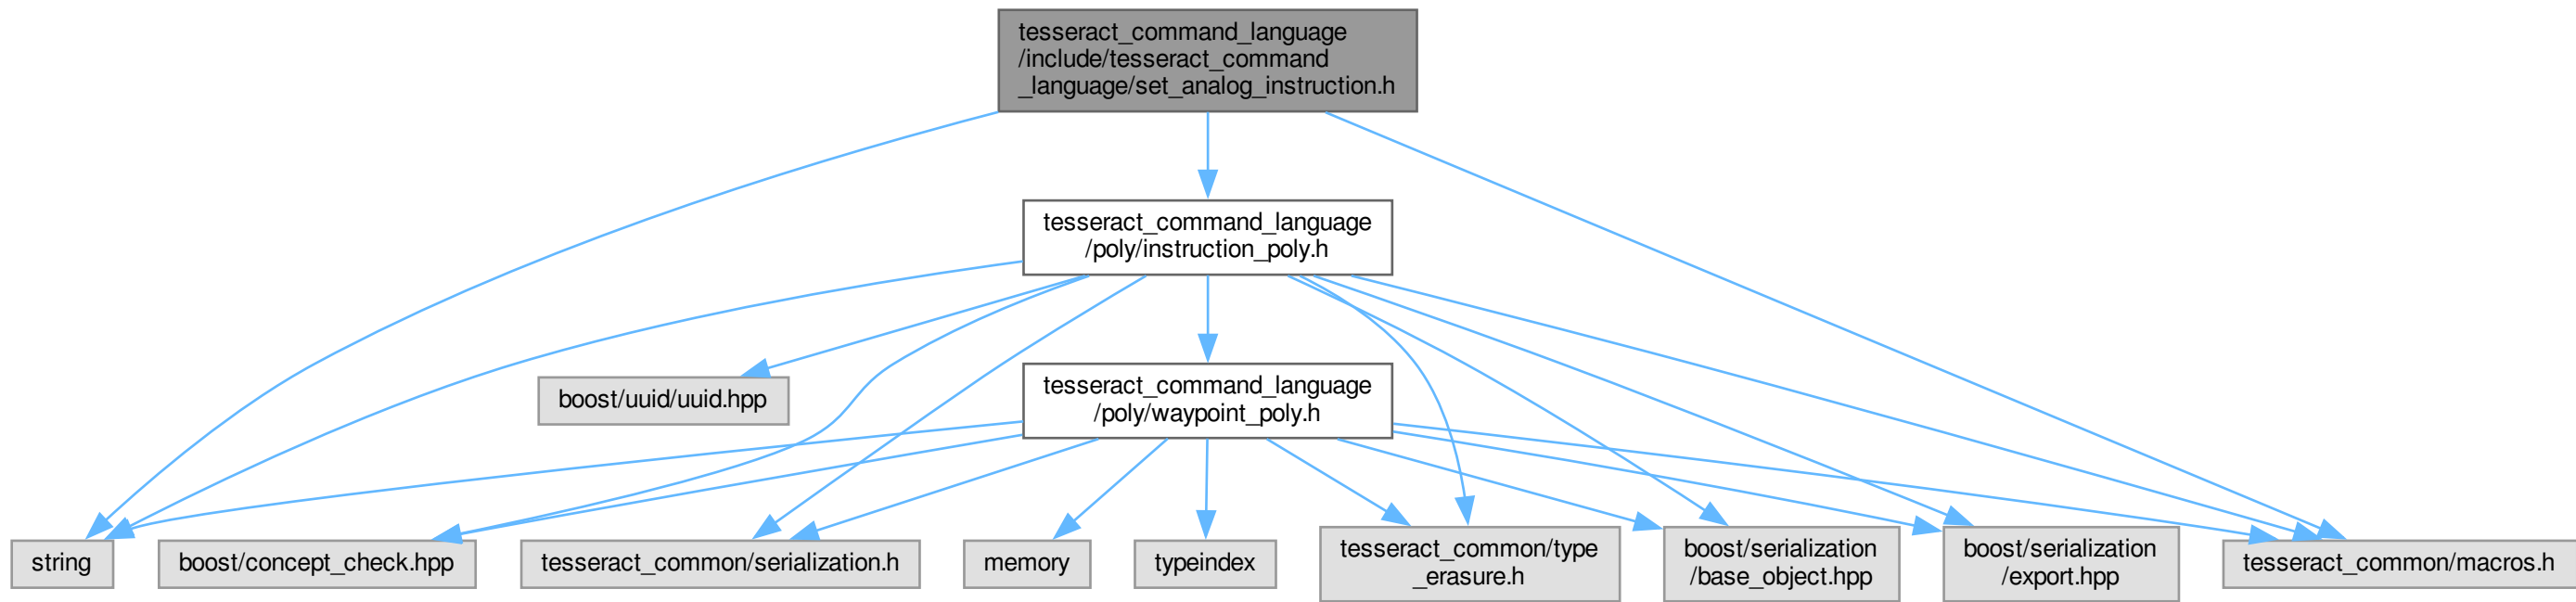 tesseract_command_language
/include/tesseract_command
_language/set_analog_instruction.h
tesseract_command_language
/poly/instruction_poly.h
boost/uuid/uuid.hpp
tesseract_command_language
/poly/waypoint_poly.h
string
boost/concept_check.hpp
tesseract_common/serialization.h
memory
typeindex
tesseract_common/type
_erasure.h
boost/serialization
/base_object.hpp
boost/serialization
/export.hpp
tesseract_common/macros.h